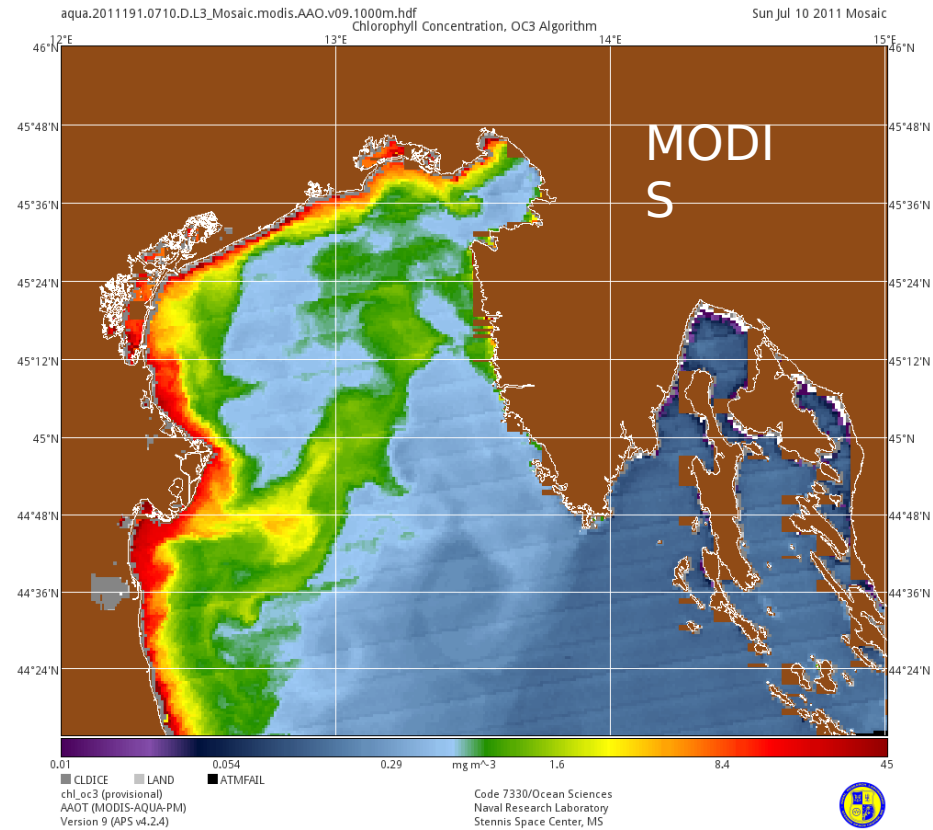 aqua.2011191.0710.D.L3_Mosaic.modis.AAO.v09.1000m.hdf
Sun Jul 10 2011 Mosaic
Chlorophyll Concentration, OC3 Algorithm
12°E 13°E 14°E 15°E
46°N 46°N
45°48'N 45°48'N
MODI
S
45°36'N 45°36'N
45°24'N 45°24'N
45°12'N 45°12'N
45°N 45°N
44°48'N 44°48'N
44°36'N 44°36'N
44°24'N 44°24'N
0.01 0.054 0.29 mg m^-3 1.6 8.4 45
CLDICE LAND ATMFAIL
chl_oc3 (provisional)
AAOT (MODIS-AQUA-PM)
Version 9 (APS v4.2.4)
Code 7330/Ocean Sciences
Naval Research Laboratory
Stennis Space Center, MS